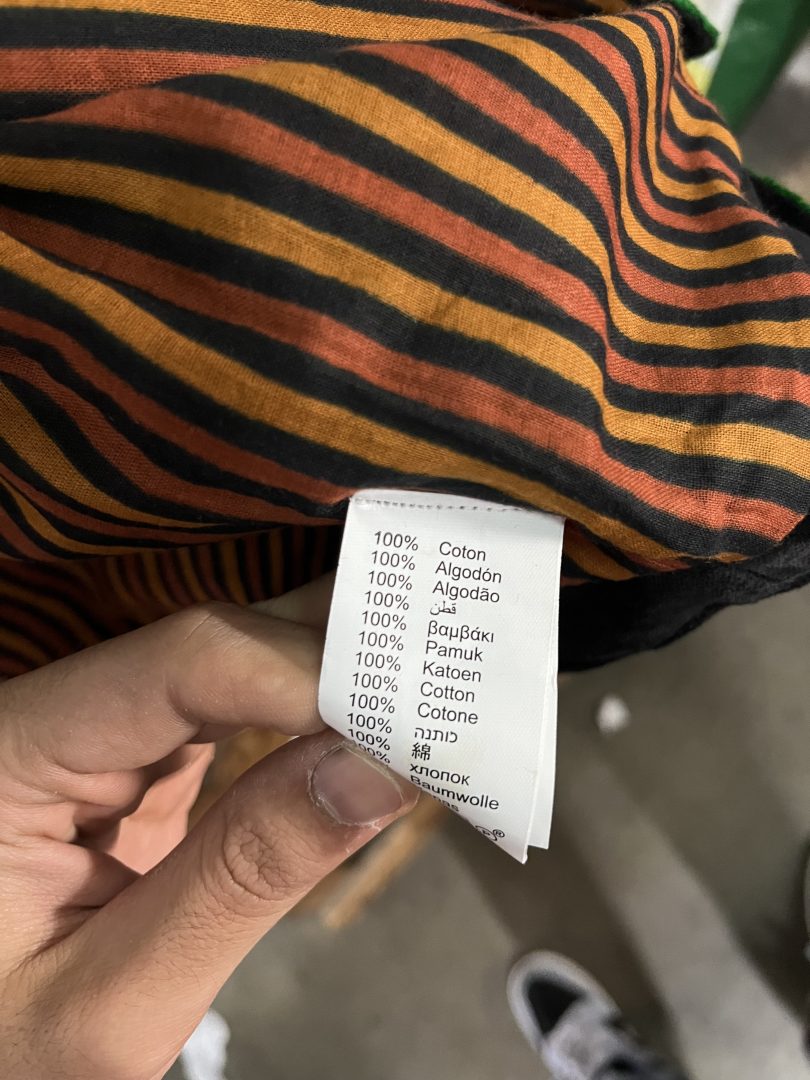 100% Coton
100% Algodón
100% Algodão
100% قطن
100% βαμβάκι
100% Pamuk
100% Katoen
100% Cotton
100% Cotone
100% כותנה
100% 綿
100% хлопок
Baumwolle
®